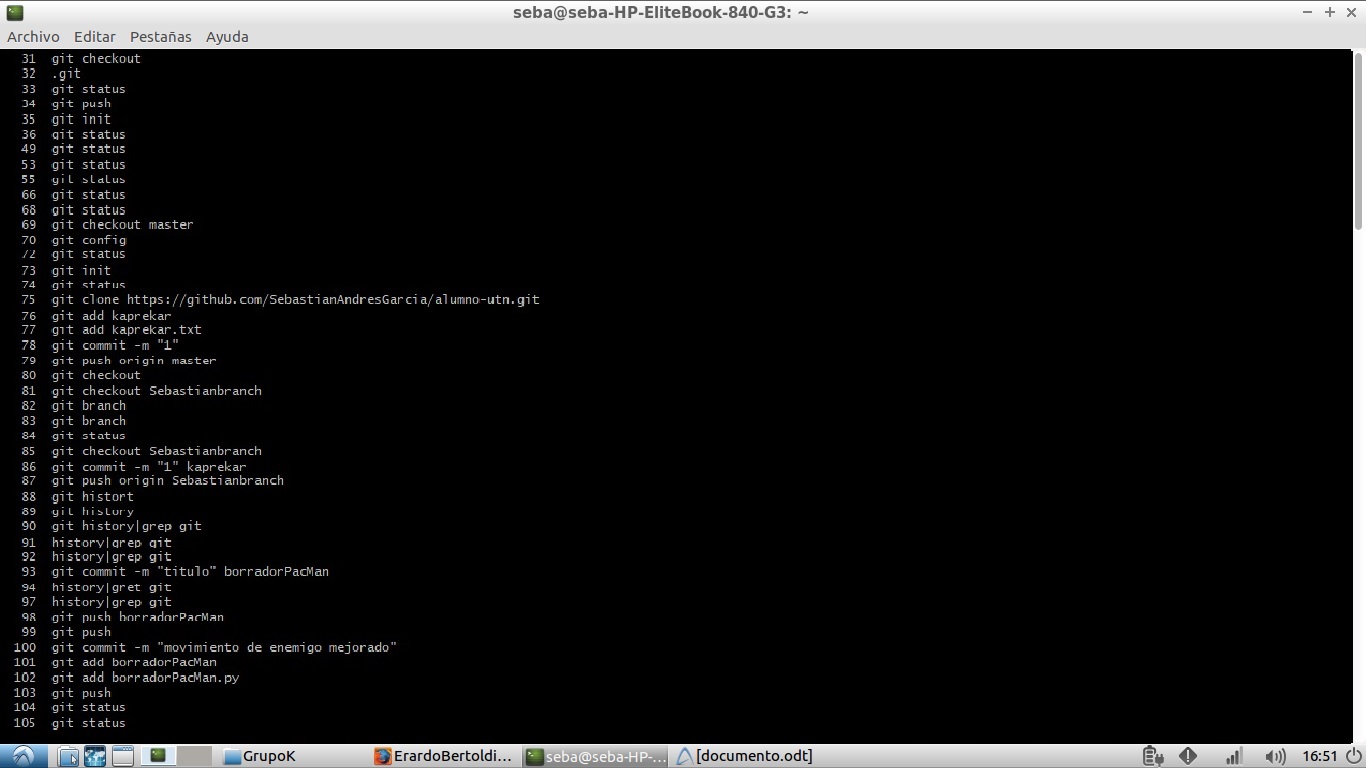 seba@seba-HP-EliteBook-840-G3: ~
Archivo Editar Pestañas Ayuda
31 git checkout
32 .git
33 git status
34 git push
35 git init
36 git status
49 git status
53 git status
55 git status
66 git status
68 git status
69 git checkout master
70 git config
72 git status
73 git init
74 git status
75 git clone https://github.com/SebastianAndresGarcia/alumno-utn.git
76 git add kaprekar
77 git add kaprekar.txt
78 git commit -m "1"
79 git push origin master
80 git checkout
81 git checkout Sebastianbranch
82 git branch
83 git branch
84 git status
85 git checkout Sebastianbranch
86 git commit -m "1" kaprekar
87 git push origin Sebastianbranch
88 git histort
89 git history
90 git history|grep git
91 history|grep git
92 history|grep git
93 git commit -m "titulo" borradorPacMan
94 history|gret git
97 history|grep git
98 git push borradorPacMan
99 git push
100 git commit -m "movimiento de enemigo mejorado"
101 git add borradorPacMan
102 git add borradorPacMan.py
103 git push
104 git status
105 git status
GrupoK ErardoBertoldi... seba@seba-HP-... [documento.odt] 16:51